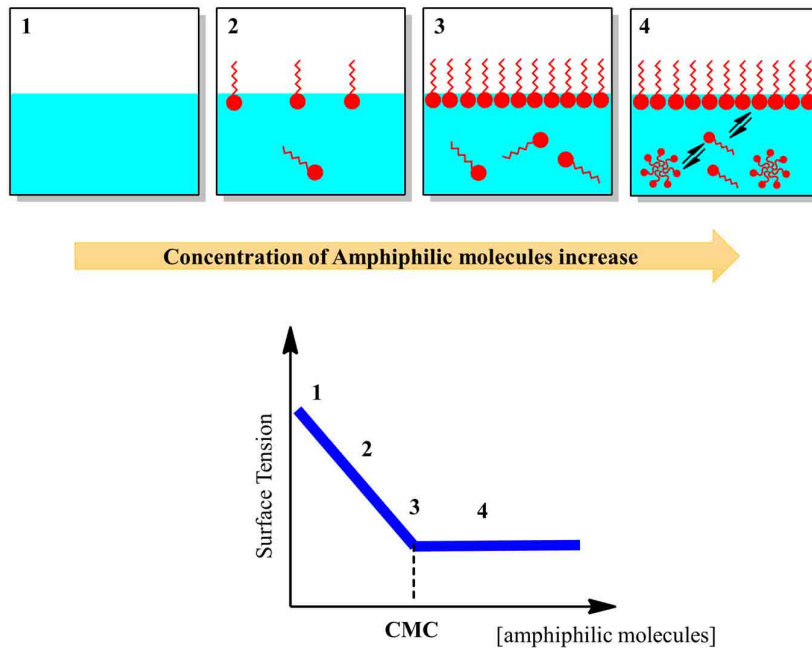 1
2
3
4
Concentration of Amphiphilic molecules increase
Surface Tension
1
2
3
4
CMC
[amphiphilic molecules]